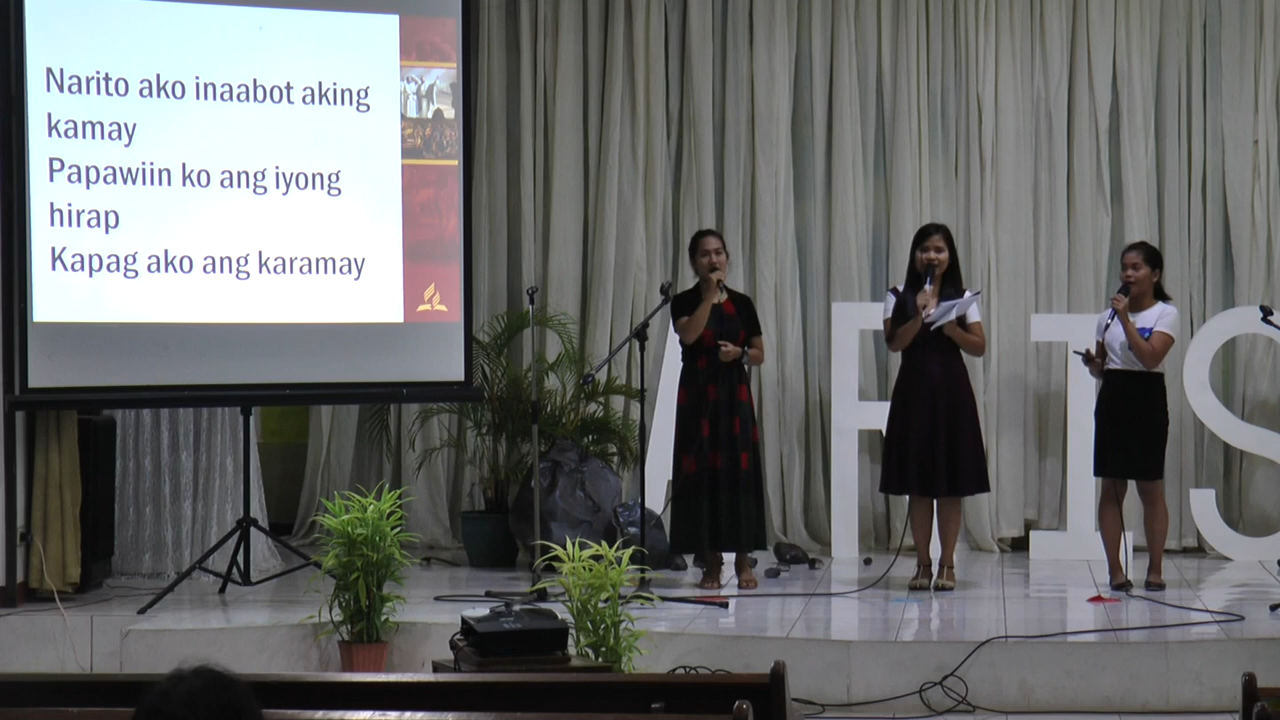 Narito ako inaabot aking
kamay
Papawiin ko ang iyong
hirap
Kapag ako ang karamay